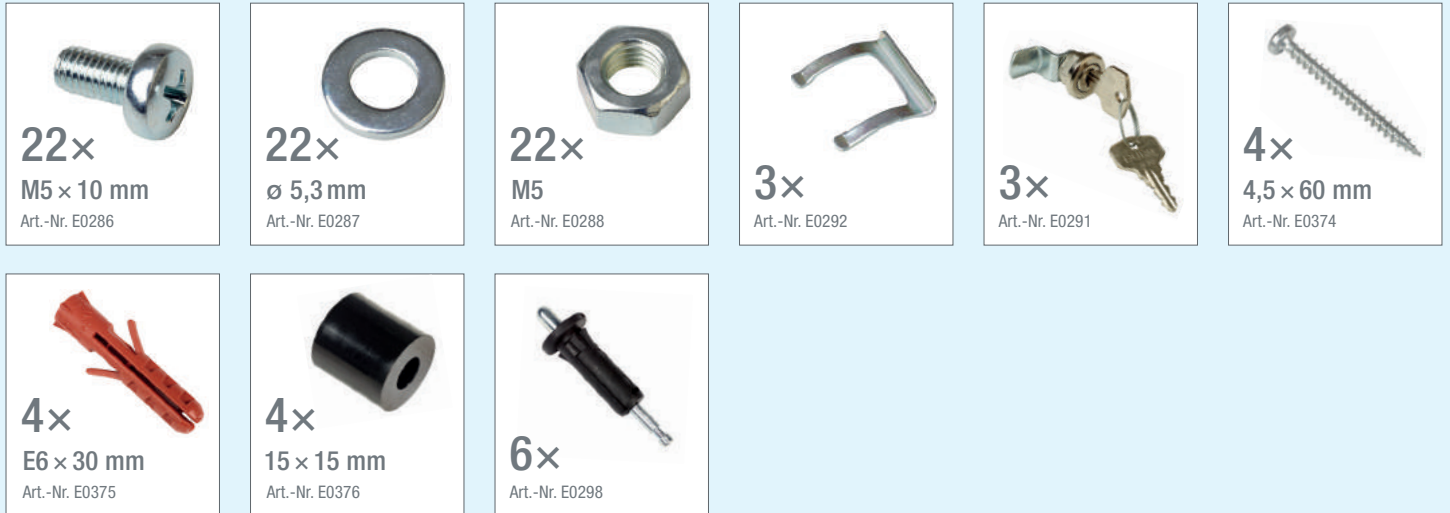 22×
M5 × 10 mm
Art.-Nr. E0286
22×
ø 5,3 mm
Art.-Nr. E0287
22×
M5
Art.-Nr. E0288
3×
Art.-Nr. E0292
3×
Art.-Nr. E0291
4×
4,5 × 60 mm
Art.-Nr. E0374
4×
E6 × 30 mm
Art.-Nr. E0375
4×
15 × 15 mm
Art.-Nr. E0376
6×
Art.-Nr. E0298